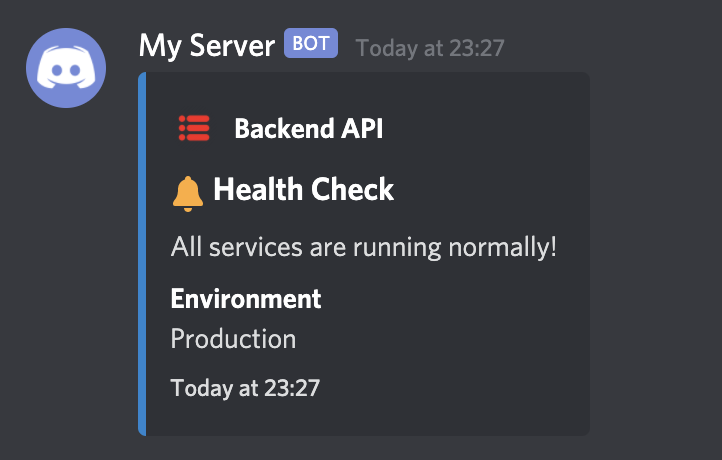 My Server BOT Today at 23:27
Backend API
Health Check
All services are running normally!
Environment
Production
Today at 23:27